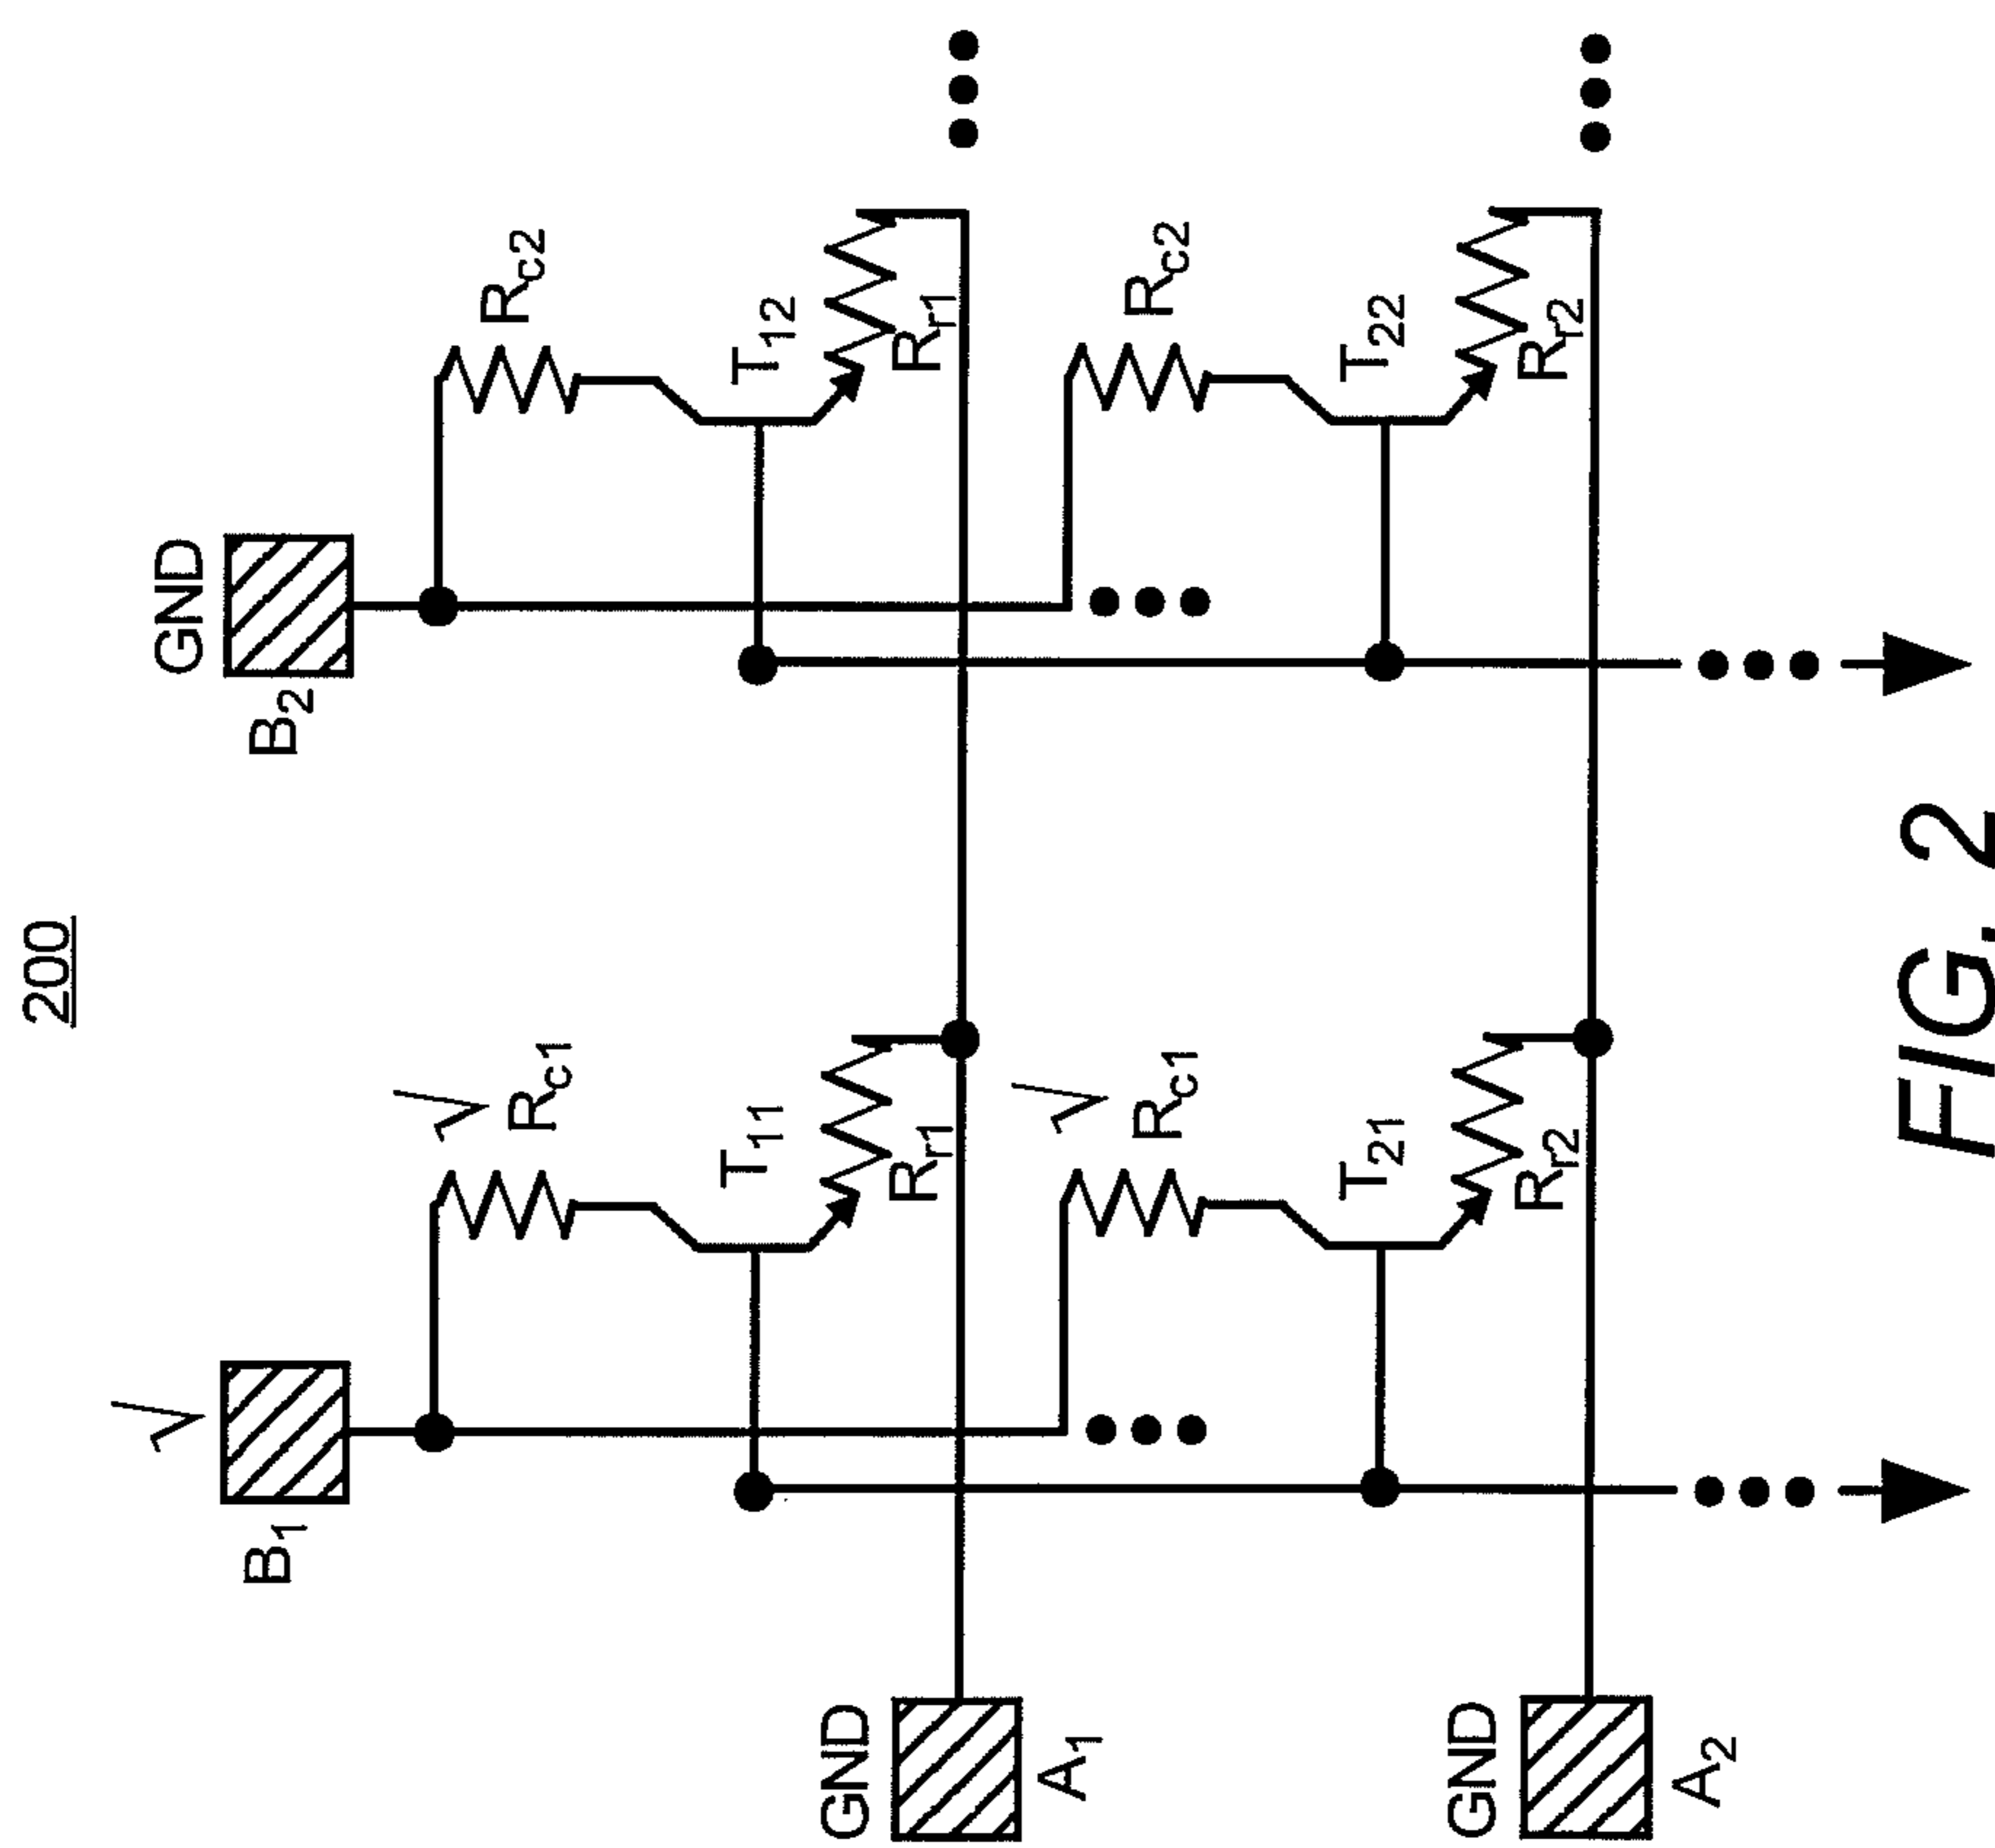 200
GND
B2
B1
Rc2
Rc1
T12
T11
Rr1
Rr1
GND
A1
Rc2
Rc1
T22
T21
Rr2
Rr2
GND
A2
FIG. 2